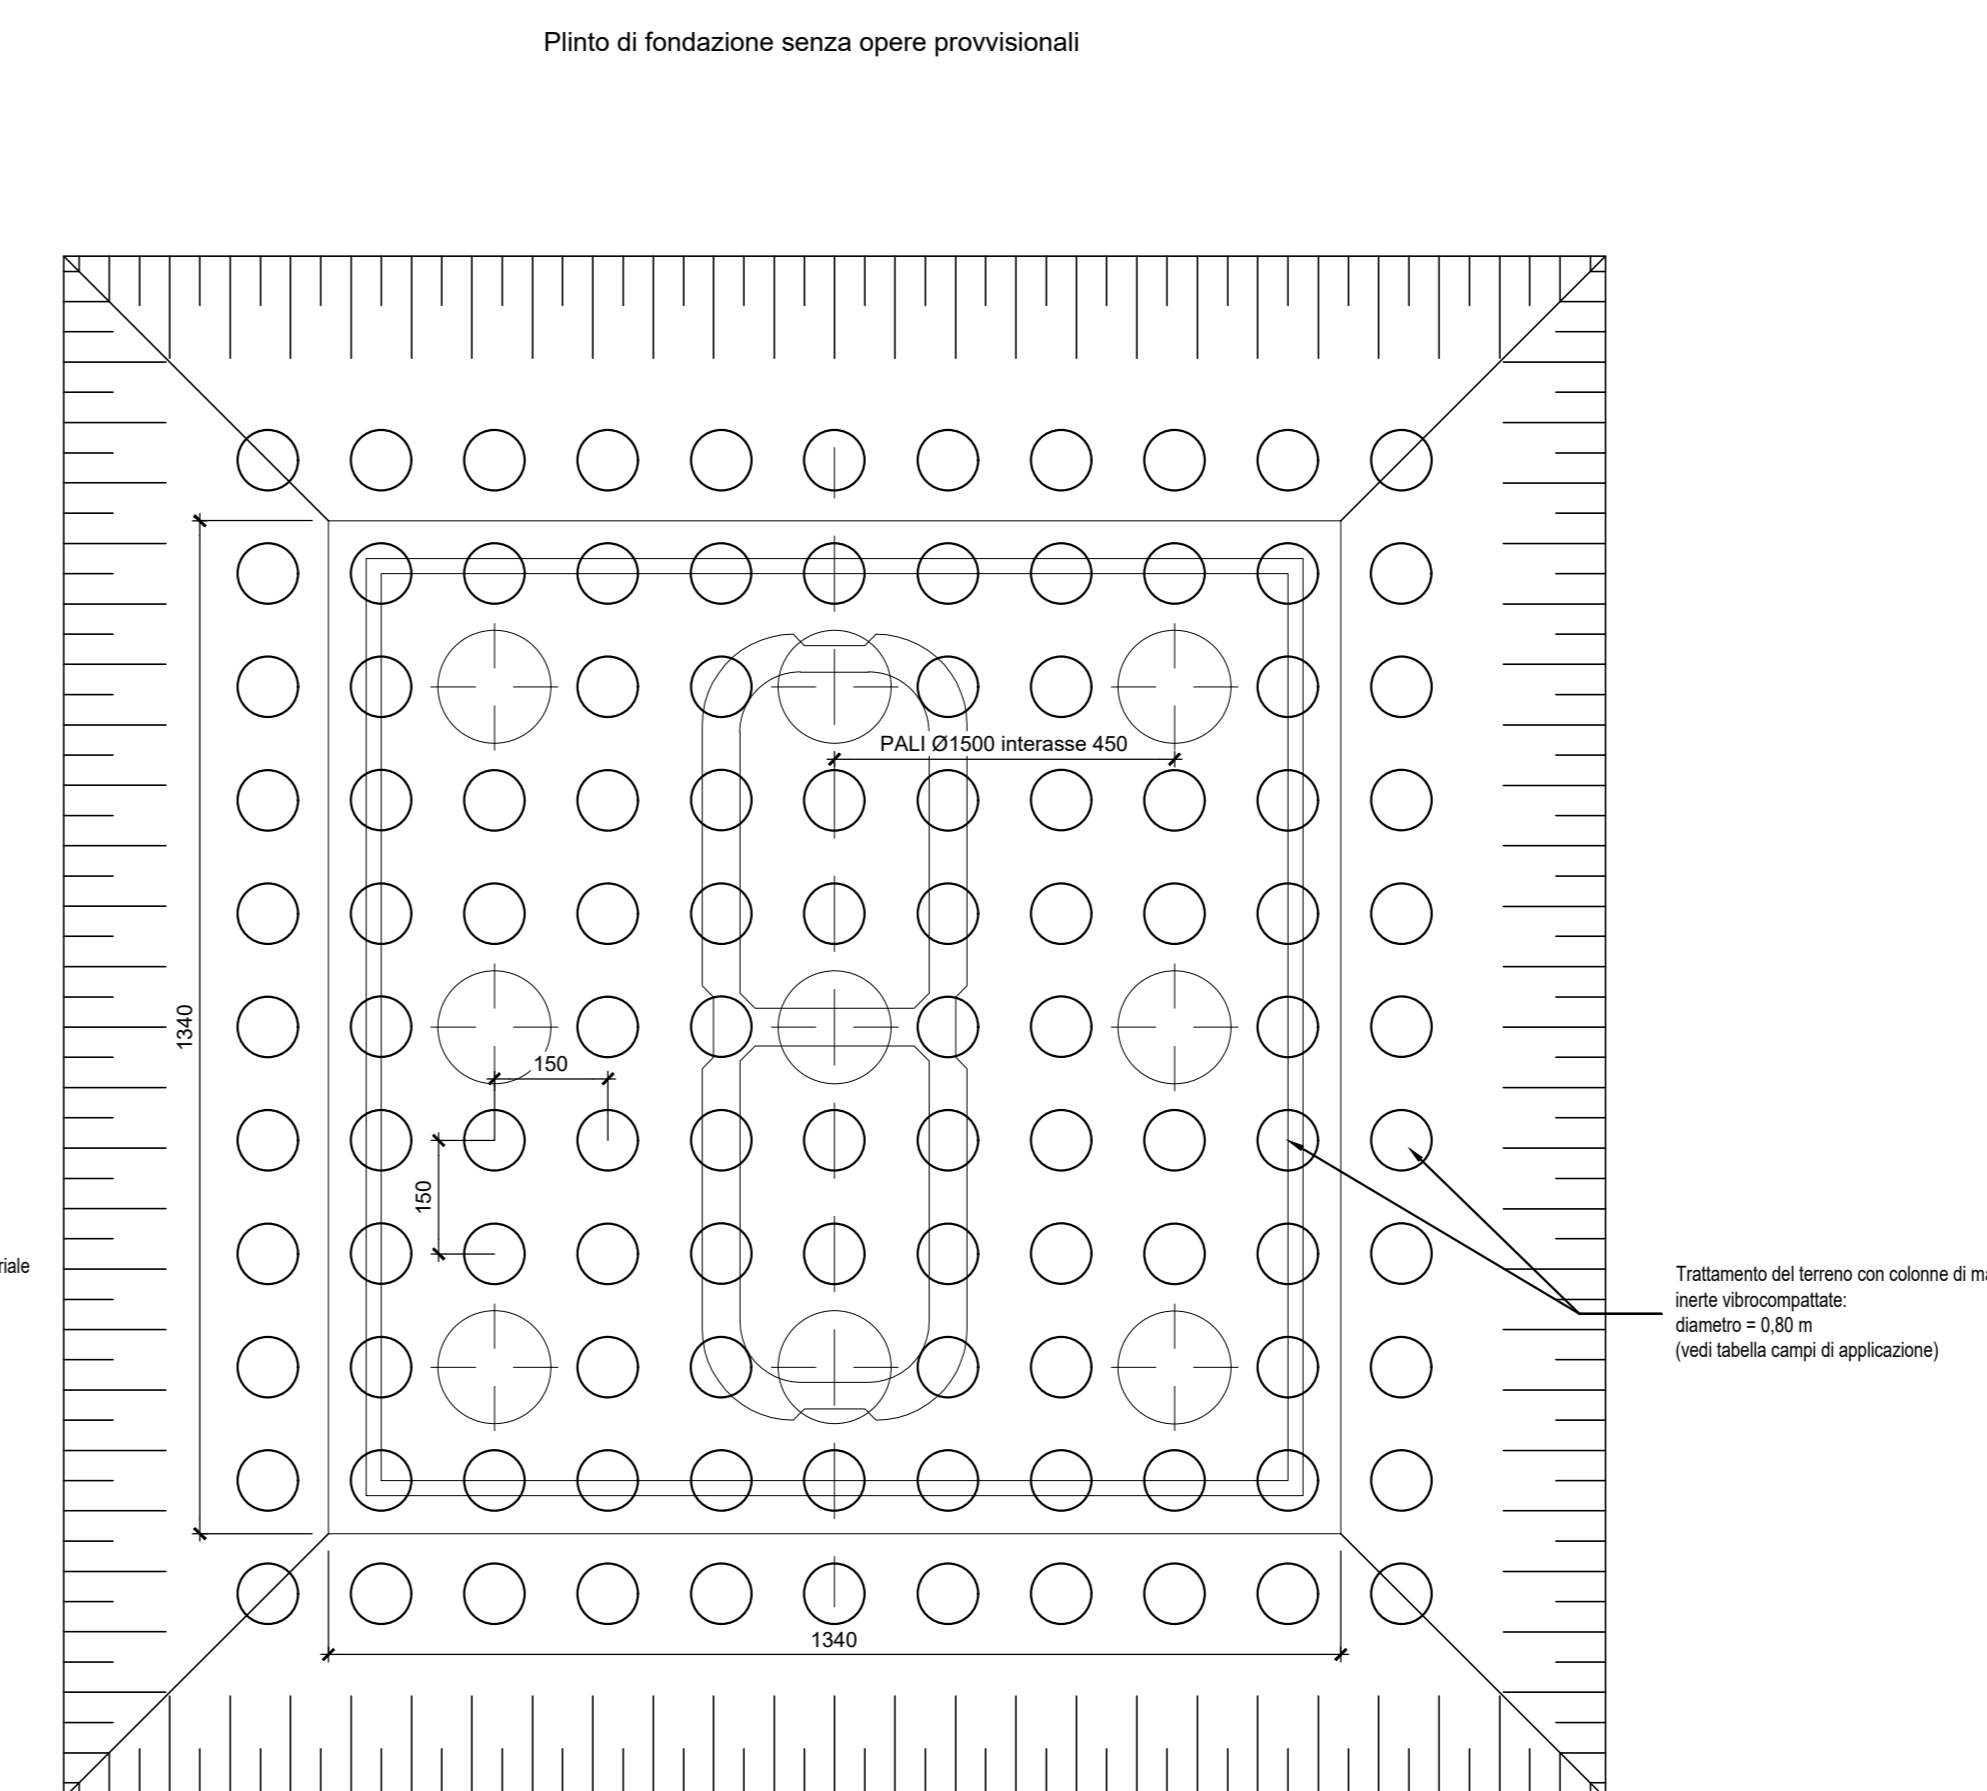 Plinto di fondazione senza opere provvisionali
PALI Ø1500 interasse 450
1340
150
150
riale
Trattamento del terreno con colonne di ma
inerte vibrocompattate:
diametro = 0,80 m
(vedi tabella campi di applicazione)
1340